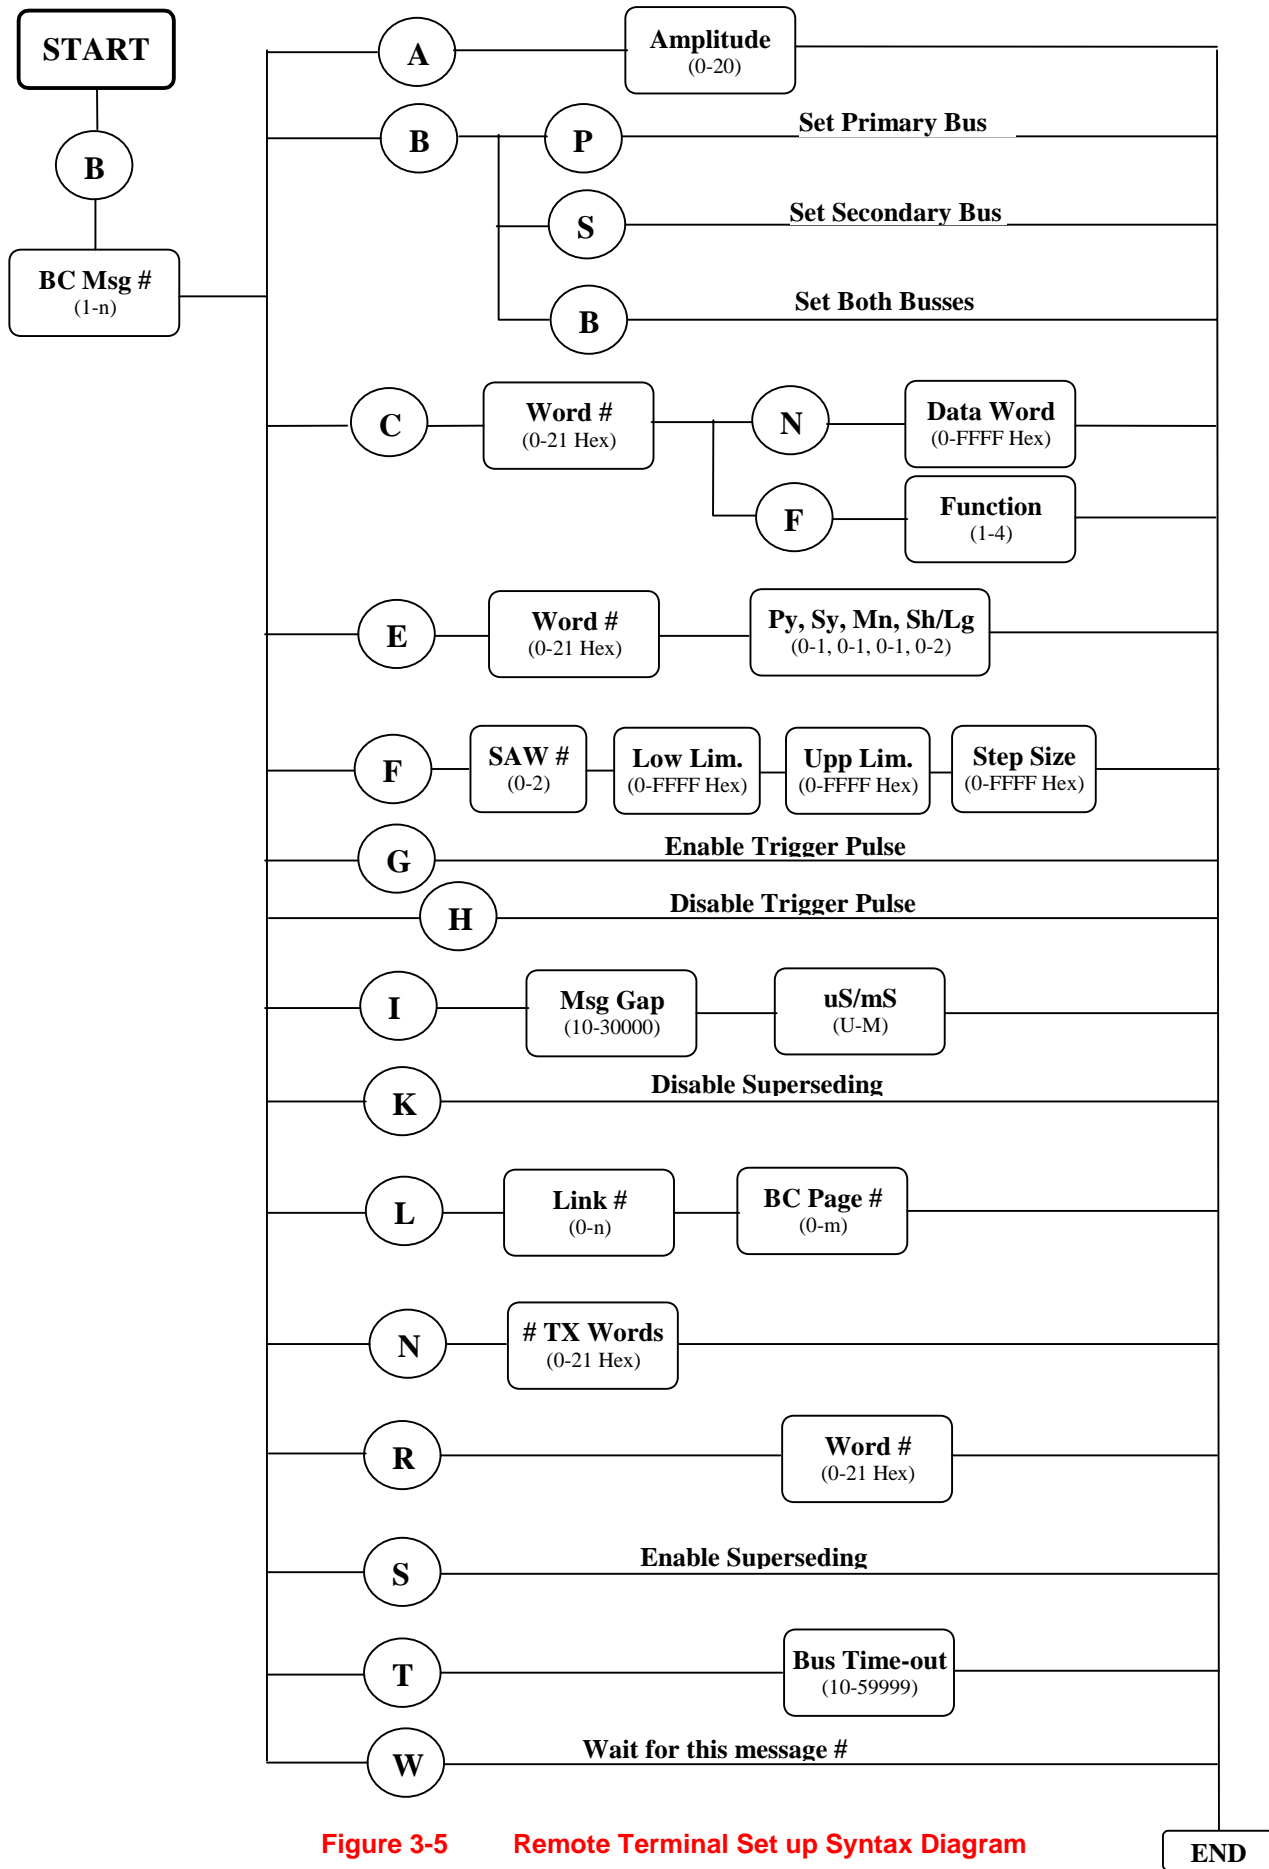 START
B
BC Msg #
(1-n)
A
Amplitude
(0-20)
B
P
Set Primary Bus
S
Set Secondary Bus
B
Set Both Busses
C
Word #
(0-21 Hex)
N
Data Word
(0-FFFF Hex)
F
Function
(1-4)
E
Word #
(0-21 Hex)
Py, Sy, Mn, Sh/Lg
(0-1, 0-1, 0-1, 0-2)
F
SAW #
(0-2)
Low Lim.
(0-FFFF Hex)
Upp Lim.
(0-FFFF Hex)
Step Size
(0-FFFF Hex)
G
Enable Trigger Pulse
H
Disable Trigger Pulse
I
Msg Gap
(10-30000)
uS/mS
(U-M)
K
Disable Superseding
L
Link #
(0-n)
BC Page #
(0-m)
N
# TX Words
(0-21 Hex)
R
Word #
(0-21 Hex)
S
Enable Superseding
T
Bus Time-out
(10-59999)
W
Wait for this message #
Figure 3-5 Remote Terminal Set up Syntax Diagram
END